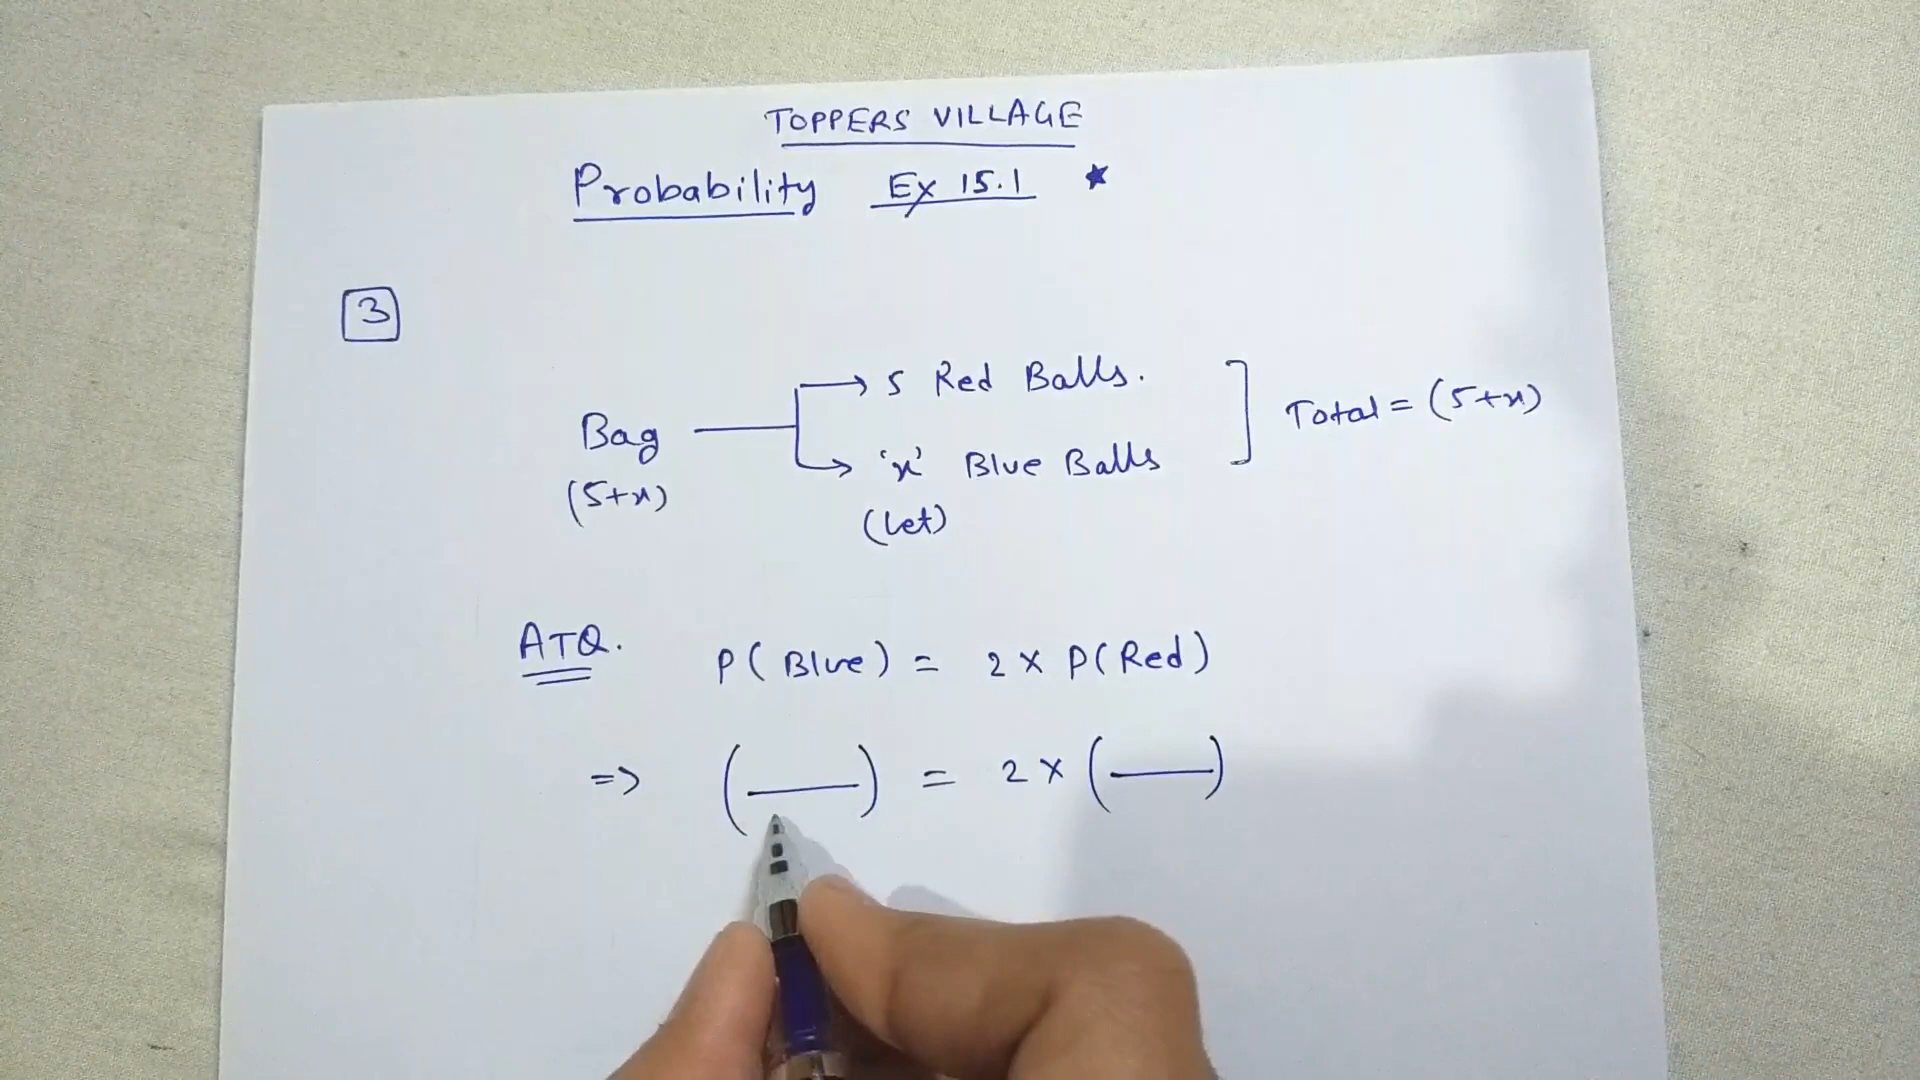 TOPPERS VILLAGE
Probability Ex 15.1 ★
3
Bag → 5 Red Balls.
→ 'x' Blue Balls
(let)
(5+x)
] Total = (5+x)
ATQ. P(Blue) = 2 × P(Red)
=> (—) = 2 × (—)